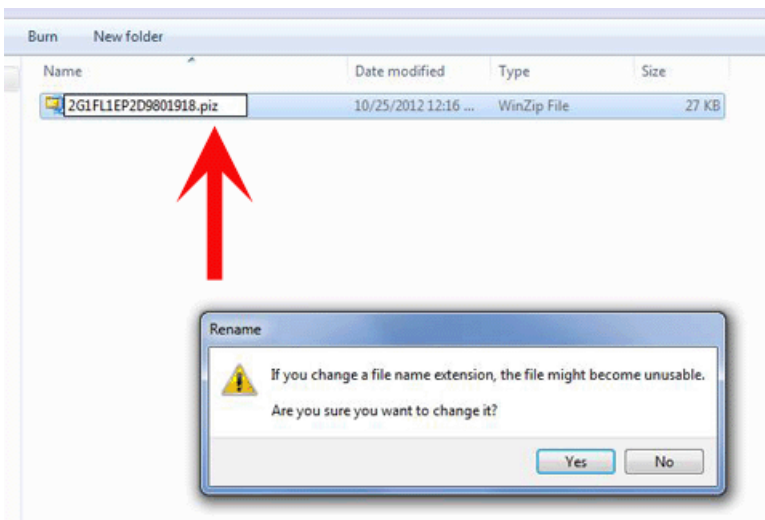 Burn New folder
Name Date modified Type Size
2G1FL1EP2D9801918.piz 10/25/2012 12:16 ... WinZip File 27 KB
Rename
If you change a file name extension, the file might become unusable.
Are you sure you want to change it?
Yes No